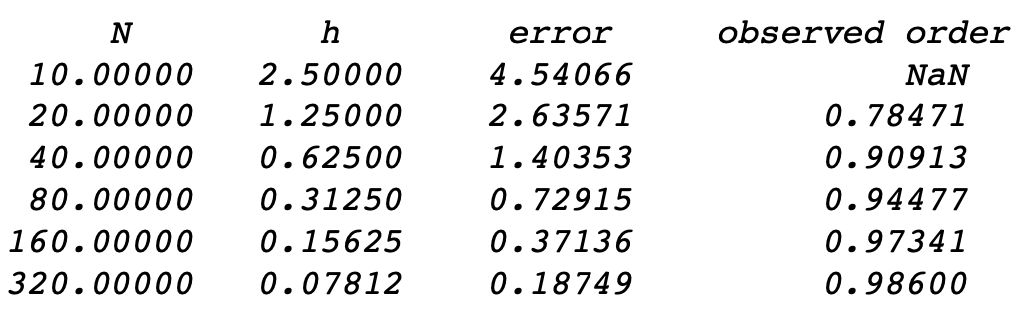 N h error observed order
10.00000 2.50000 4.54066 NaN
20.00000 1.25000 2.63571 0.78471
40.00000 0.62500 1.40353 0.90913
80.00000 0.31250 0.72915 0.94477
160.00000 0.15625 0.37136 0.97341
320.00000 0.07812 0.18749 0.98600